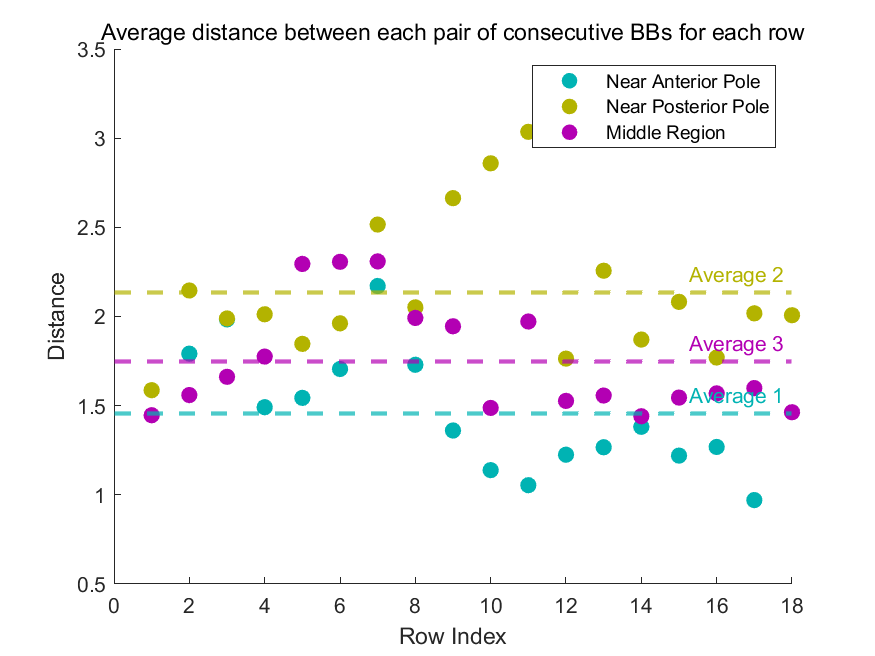 Average distance between each pair of consecutive BBs for each row
3.5
3
2.5
2
1.5
1
0.5
Distance
Near Anterior Pole
Near Posterior Pole
Middle Region
Average 2
Average 3
Average 1
0 2 4 6 8 10 12 14 16 18
Row Index